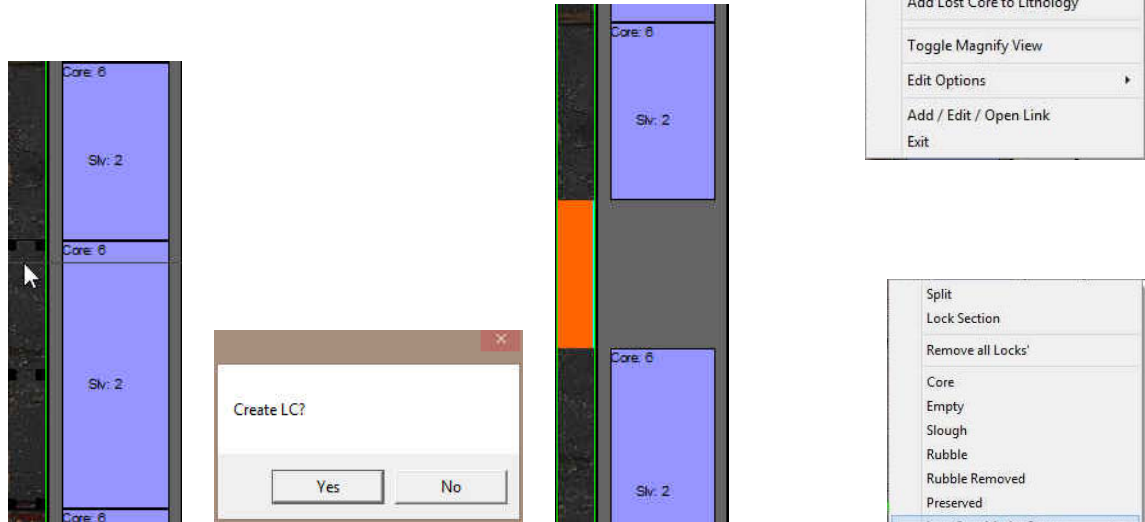 Core: 6
Slv: 2
Core: 6
Slv: 2
Core: 6
Create LC?
Yes
No
Core: 6
Slv: 2
Core: 6
Slv: 2
Add Lost Core to Lithology
Toggle Magnify View
Edit Options
Add / Edit / Open Link
Exit
Split
Lock Section
Remove all Locks'
Core
Empty
Slough
Rubble
Rubble Removed
Preserved